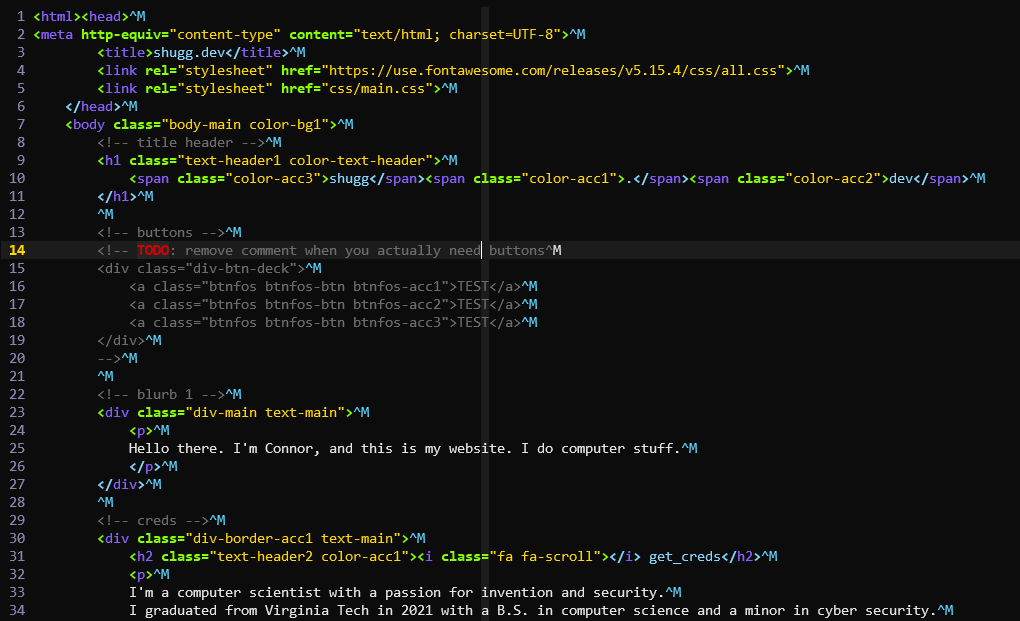 1 <html><head>^M
2 <meta http-equiv="content-type" content="text/html; charset=UTF-8">^M
3         <title>shugg.dev</title>^M
4         <link rel="stylesheet" href="https://use.fontawesome.com/releases/v5.15.4/css/all.css">^M
5         <link rel="stylesheet" href="css/main.css">^M
6     </head>^M
7     <body class="body-main color-bg1">^M
8         <!-- title header -->^M
9         <h1 class="text-header1 color-text-header">^M
10             <span class="color-acc3">shugg</span><span class="color-acc1">.</span><span class="color-acc2">dev</span>^M
11         </h1>^M
12         ^M
13         <!-- buttons -->^M
14         <!-- TODO: remove comment when you actually need buttons^M
15         <div class="div-btn-deck">^M
16             <a class="btnfos btnfos-btn btnfos-acc1">TEST</a>^M
17             <a class="btnfos btnfos-btn btnfos-acc2">TEST</a>^M
18             <a class="btnfos btnfos-btn btnfos-acc3">TEST</a>^M
19         </div>^M
20         -->^M
21         ^M
22         <!-- blurb 1 -->^M
23         <div class="div-main text-main">^M
24             <p>^M
25             Hello there. I'm Connor, and this is my website. I do computer stuff.^M
26             </p>^M
27         </div>^M
28         ^M
29         <!-- creds -->^M
30         <div class="div-border-acc1 text-main">^M
31             <h2 class="text-header2 color-acc1"><i class="fa fa-scroll"></i> get_creds</h2>^M
32             <p>^M
33             I'm a computer scientist with a passion for invention and security.^M
34             I graduated from Virginia Tech in 2021 with a B.S. in computer science and a minor in cyber security.^M